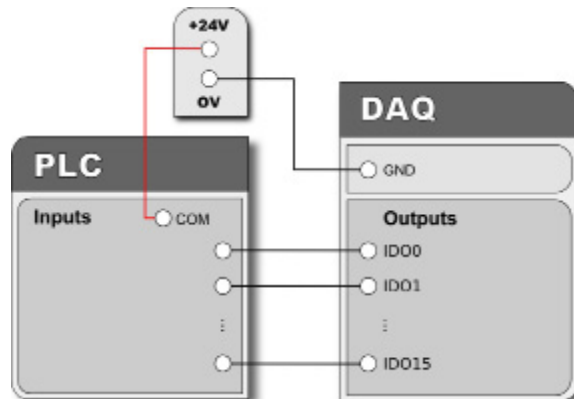 +24V
0V
PLC
Inputs
COM
DAQ
GND
Outputs
IDO0
IDO1
⋮
IDO15